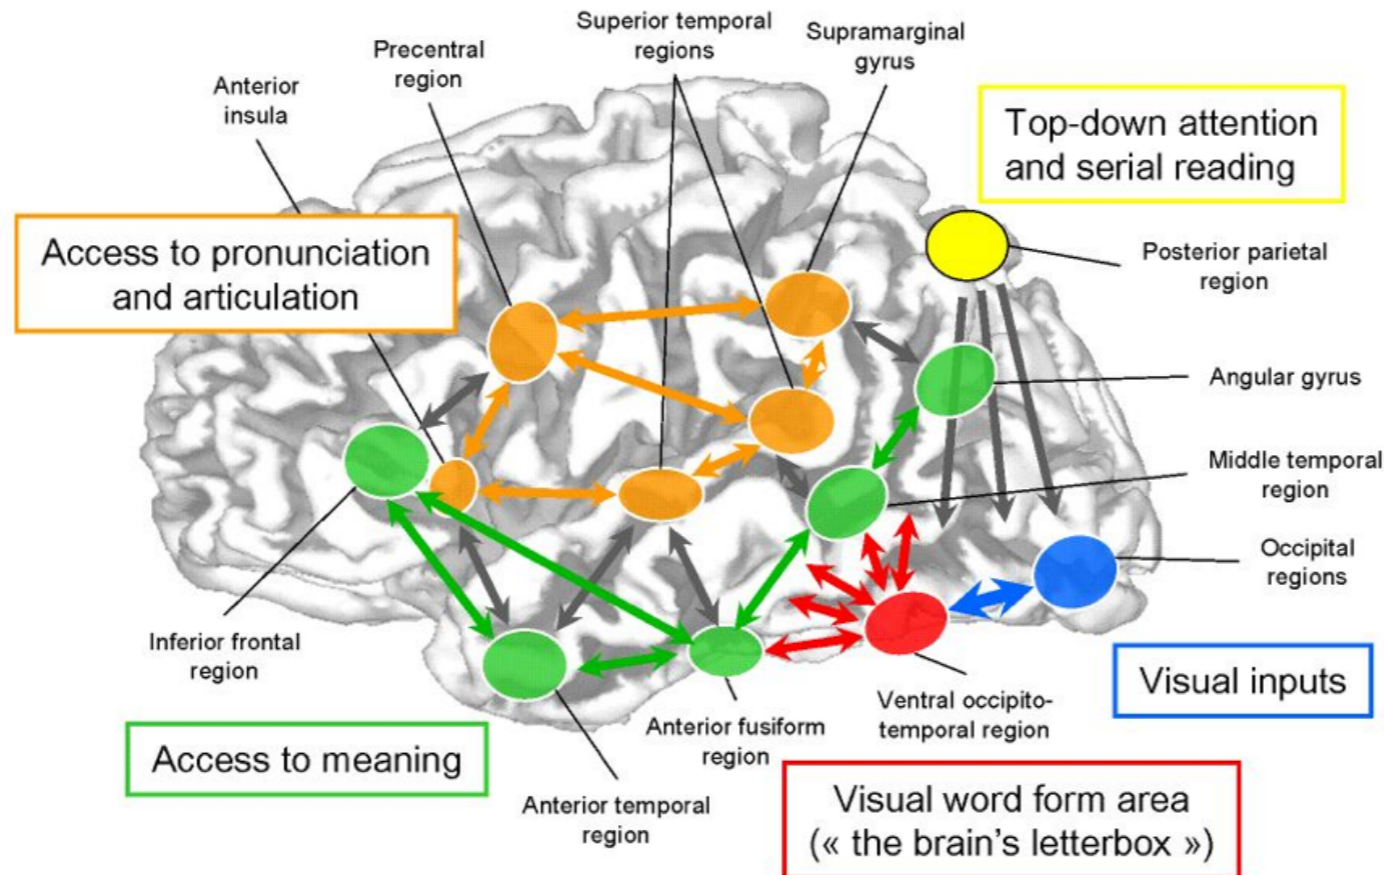 Superior temporal
regions
Supramarginal
gyrus
Precentral
region
Anterior
insula
Top-down attention
and serial reading
Access to pronunciation
and articulation
Posterior parietal
region
Angular gyrus
Middle temporal
region
Occipital
regions
Inferior frontal
region
Visual inputs
Ventral occipito-
temporal region
Anterior fusiform
region
Access to meaning
Anterior temporal
region
Visual word form area
(« the brain's letterbox »)